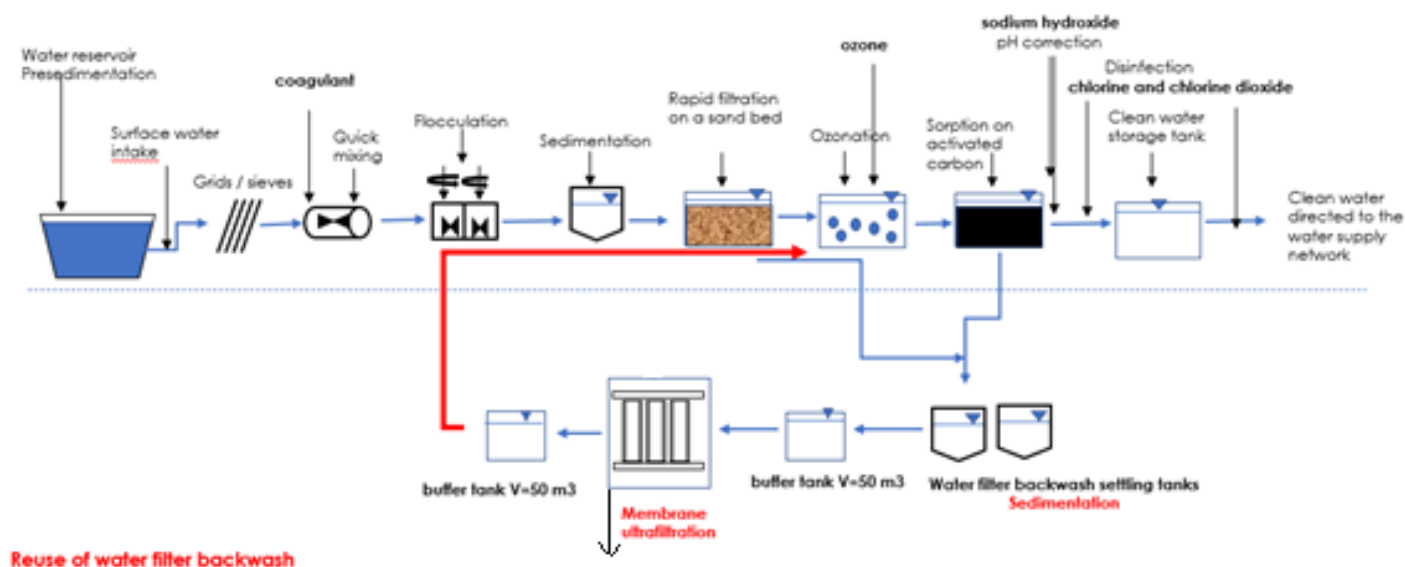 Water reservoir
Presedimentation
Surface water
intake
Grids / sieves
coagulant
Quick
mixing
Flocculation
Sedimentation
Rapid filtration
on a sand bed
ozone
Ozonation
Sorption on
activated
carbon
sodium hydroxide
pH correction
Disinfection
chlorine and chlorine dioxide
Clean water
storage tank
Clean water
directed to the
water supply
network
buffer tank V=50 m3
Membrane
ultrafiltration
buffer tank V=50 m3
Water filter backwash settling tanks
Sedimentation
Reuse of water filter backwash